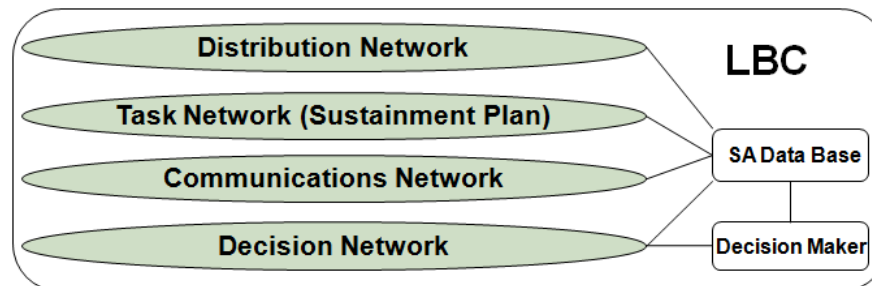 Distribution Network
LBC
Task Network (Sustainment Plan)
SA Data Base
Communications Network
Decision Network
Decision Maker